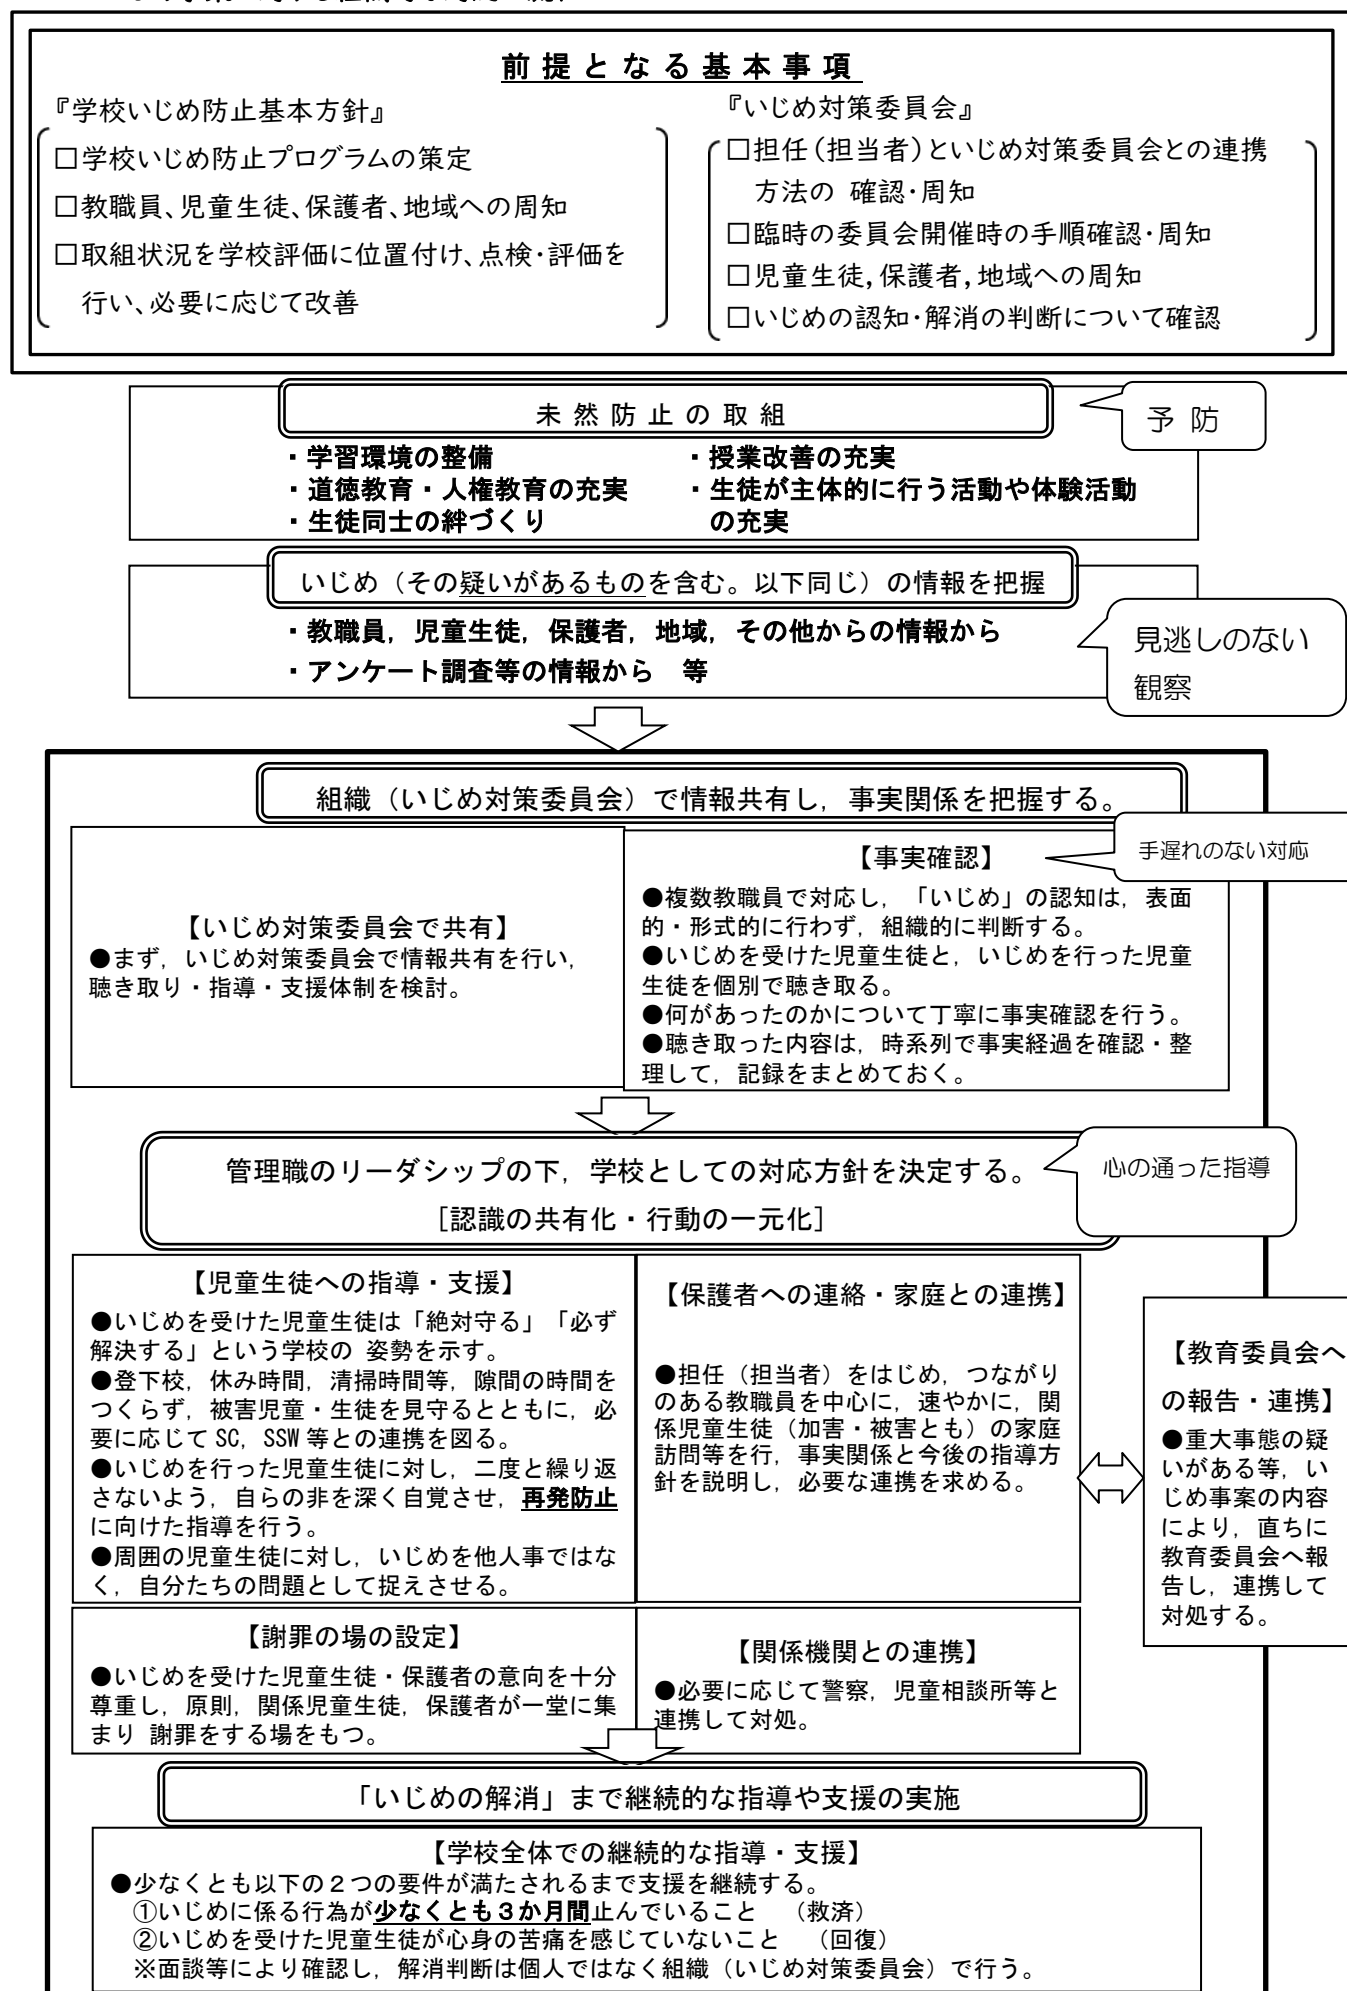 前提となる基本事項
『学校いじめ防止基本方針』
□学校いじめ防止プログラムの策定
□教職員、児童生徒、保護者、地域への周知
□取組状況を学校評価に位置付け、点検・評価を
行い、必要に応じて改善
『いじめ対策委員会』
□担任(担当者)といじめ対策委員会との連携
方法の 確認・周知
□臨時の委員会開催時の手順確認・周知
□児童生徒,保護者,地域への周知
□いじめの認知・解消の判断について確認
未然防止の取組
予 防
・学習環境の整備
・道徳教育・人権教育の充実
・生徒同士の絆づくり
・授業改善の充実
・生徒が主体的に行う活動や体験活動
の充実
いじめ（その疑いがあるものを含む。以下同じ）の情報を把握
・教職員，児童生徒，保護者，地域，その他からの情報から
・アンケート調査等の情報から　等
見逃しのない
観察
組織（いじめ対策委員会）で情報共有し，事実関係を把握する。
手遅れのない対応
【いじめ対策委員会で共有】
●まず，いじめ対策委員会で情報共有を行い，
聴き取り・指導・支援体制を検討。
【事実確認】
●複数教職員で対応し，「いじめ」の認知は，表面
的・形式的に行わず，組織的に判断する。
●いじめを受けた児童生徒と，いじめを行った児童
生徒を個別で聴き取る。
●何があったのかについて丁寧に事実確認を行う。
●聴き取った内容は，時系列で事実経過を確認・整
理して，記録をまとめておく。
管理職のリーダシップの下，学校としての対応方針を決定する。
［認識の共有化・行動の一元化］
心の通った指導
【児童生徒への指導・支援】
●いじめを受けた児童生徒は「絶対守る」「必ず
解決する」という学校の 姿勢を示す。
●登下校，休み時間，清掃時間等，隙間の時間を
つくらず，被害児童・生徒を見守るとともに，必
要に応じて SC，SSW 等との連携を図る。
●いじめを行った児童生徒に対し，二度と繰り返
さないよう，自らの非を深く自覚させ，再発防止
に向けた指導を行う。
●周囲の児童生徒に対し，いじめを他人事ではな
く，自分たちの問題として捉えさせる。
【保護者への連絡・家庭との連携】
●担任（担当者）をはじめ，つながり
のある教職員を中心に，速やかに，関
係児童生徒（加害・被害とも）の家庭
訪問等を行，事実関係と今後の指導方
針を説明し，必要な連携を求める。
【教育委員会へ
の報告・連携】
●重大事態の疑
いがある等，い
じめ事案の内容
により，直ちに
教育委員会へ報
告し，連携して
対処する。
【謝罪の場の設定】
●いじめを受けた児童生徒・保護者の意向を十分
尊重し，原則，関係児童生徒，保護者が一堂に集
まり 謝罪をする場をもつ。
【関係機関との連携】
●必要に応じて警察，児童相談所等と
連携して対処。
「いじめの解消」まで継続的な指導や支援の実施
【学校全体での継続的な指導・支援】
●少なくとも以下の２つの要件が満たされるまで支援を継続する。
①いじめに係る行為が少なくとも３か月間止んでいること　（救済）
②いじめを受けた児童生徒が心身の苦痛を感じていないこと　（回復）
※面談等により確認し，解消判断は個人ではなく組織（いじめ対策委員会）で行う。